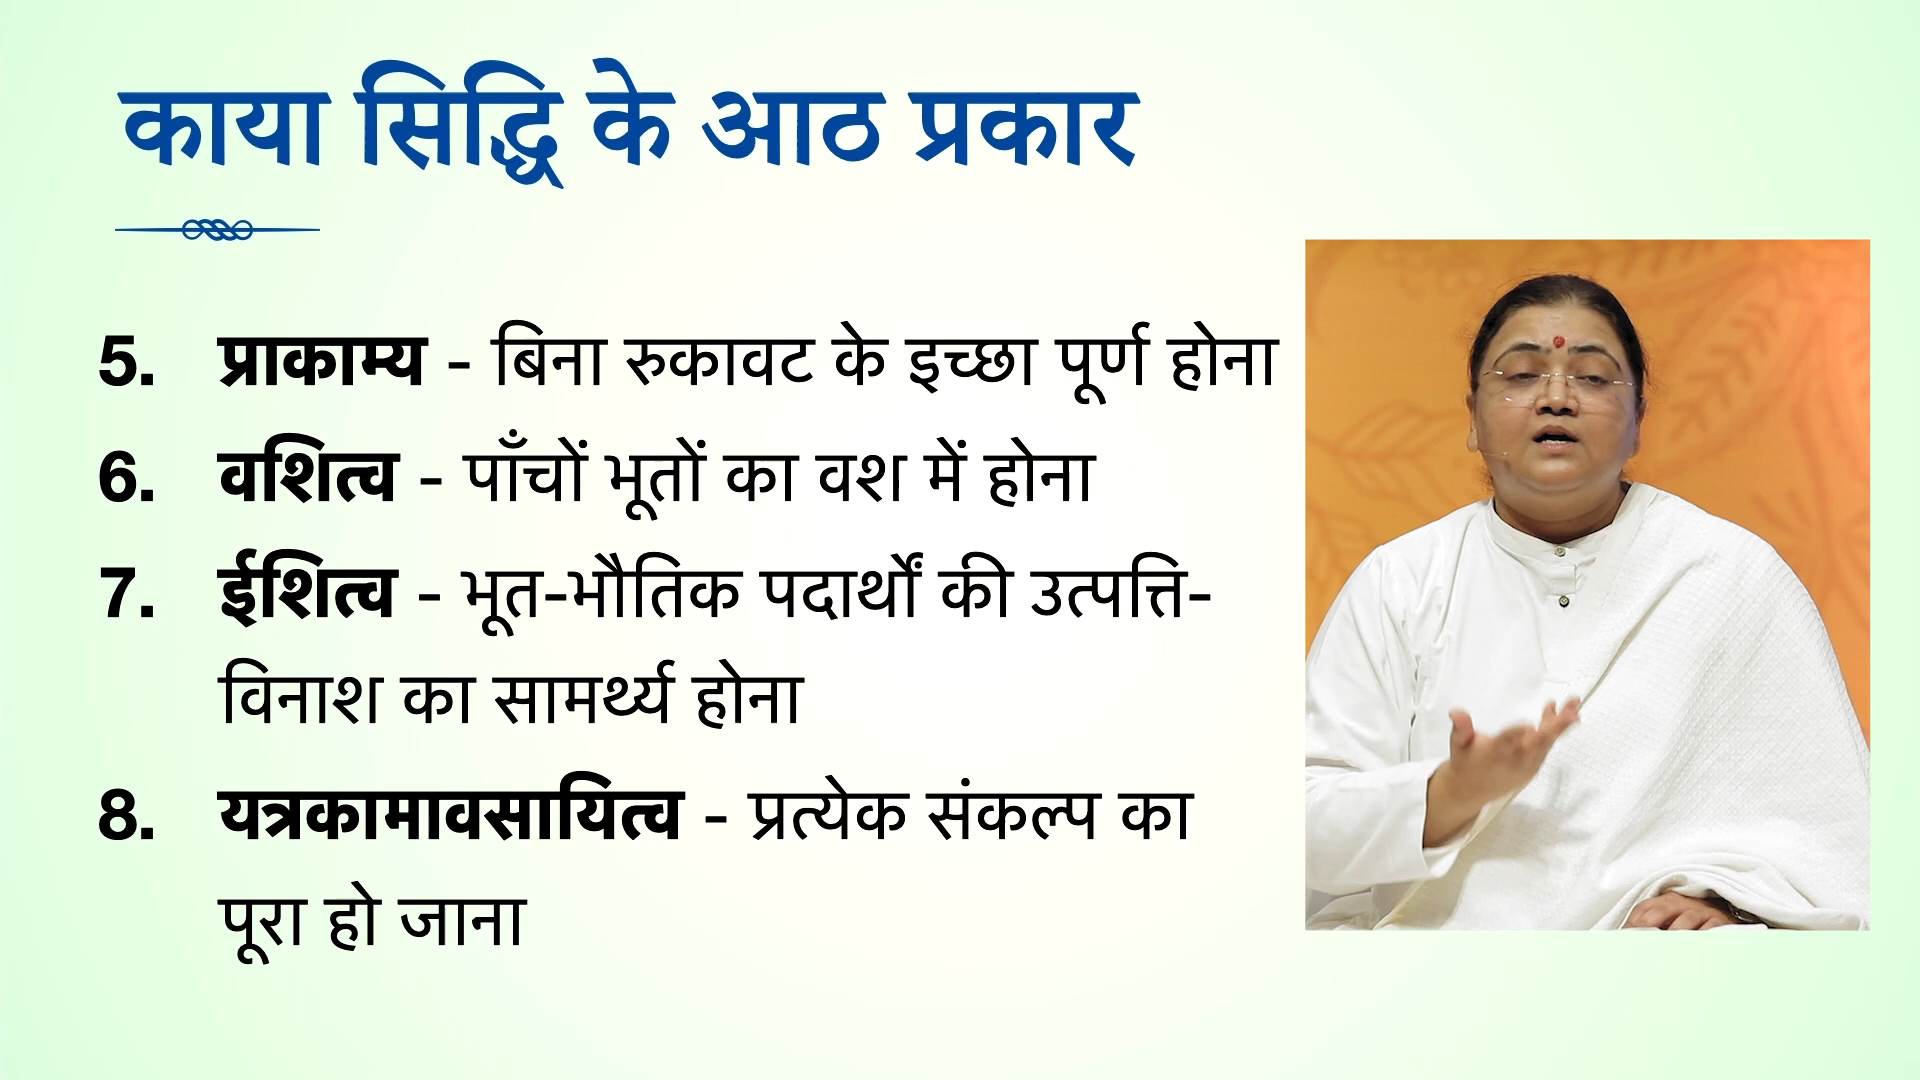 काया सिद्धि के आठ प्रकार
5. प्राकाम्य - बिना रुकावट के इच्छा पूर्ण होना
6. वशित्व - पाँचों भूतों का वश में होना
7. ईशित्व - भूत-भौतिक पदार्थों की उत्पत्ति-
विनाश का सामर्थ्य होना
8. यत्रकामावसायित्व - प्रत्येक संकल्प का
पूरा हो जाना